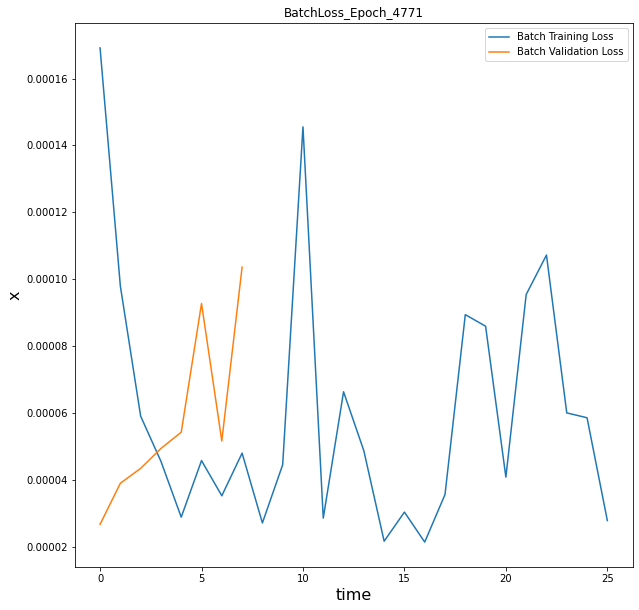 BatchLoss_Epoch_4771
Batch Training Loss
Batch Validation Loss
0.00016
0.00014
0.00012
0.00010
0.00008
0.00006
0.00004
0.00002
x
0 5 10 15 20 25
time